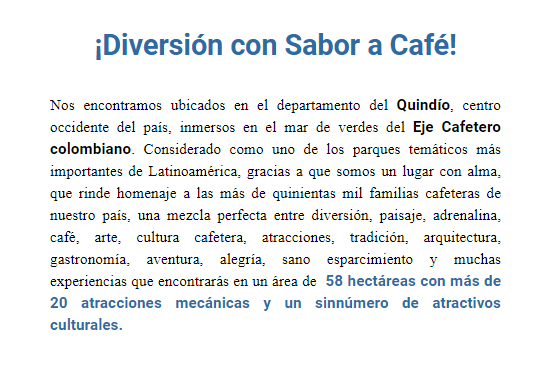 ¡Diversión con Sabor a Café!
Nos encontramos ubicados en el departamento del Quindío, centro
occidente del país, inmersos en el mar de verdes del Eje Cafetero
colombiano. Considerado como uno de los parques temáticos más
importantes de Latinoamérica, gracias a que somos un lugar con alma,
que rinde homenaje a las más de quinientas mil familias cafeteras de
nuestro país, una mezcla perfecta entre diversión, paisaje, adrenalina,
café, arte, cultura cafetera, atracciones, tradición, arquitectura,
gastronomía, aventura, alegría, sano esparcimiento y muchas
experiencias que encontrarás en un área de 58 hectáreas con más de
20 atracciones mecánicas y un sinnúmero de atractivos
culturales.